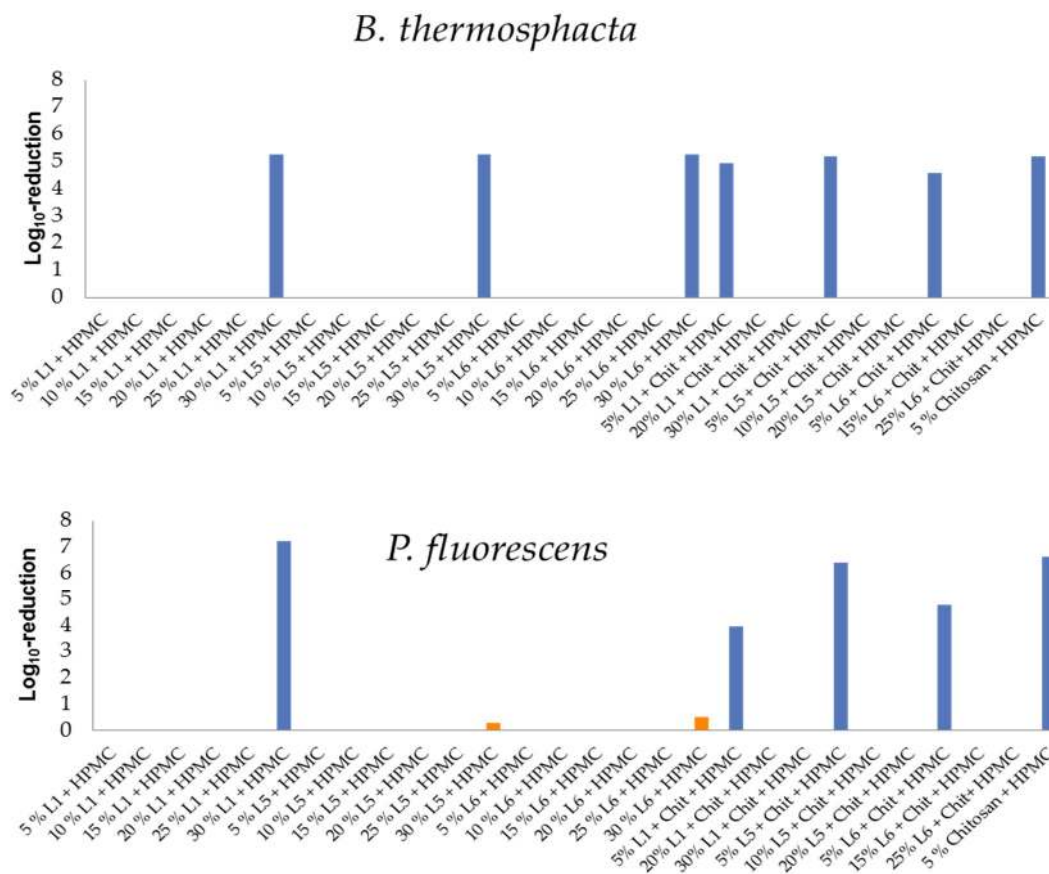 B. thermosphacta
Log₁₀-reduction
8
7
6
5
4
3
2
1
0
5 % L1 + HPMC
10 % L1 + HPMC
15 % L1 + HPMC
20 % L1 + HPMC
25 % L1 + HPMC
30 % L1 + HPMC
5 % L5 + HPMC
10 % L5 + HPMC
15 % L5 + HPMC
20 % L5 + HPMC
25 % L5 + HPMC
30 % L5 + HPMC
5 % L6 + HPMC
10 % L6 + HPMC
15 % L6 + HPMC
20 % L6 + HPMC
25 % L6 + HPMC
30 % L6 + HPMC
5% L1 + Chit + HPMC
20% L1 + Chit + HPMC
30% L1 + Chit + HPMC
5% L5 + Chit + HPMC
10% L5 + Chit + HPMC
20% L5 + Chit + HPMC
5% L6 + Chit + HPMC
15% L6 + Chit + HPMC
25% L6 + Chit+ HPMC
5 % Chitosan + HPMC
P. fluorescens
Log₁₀-reduction
8
7
6
5
4
3
2
1
0
5 % L1 + HPMC
10 % L1 + HPMC
15 % L1 + HPMC
20 % L1 + HPMC
25 % L1 + HPMC
30 % L1 + HPMC
5 % L5 + HPMC
10 % L5 + HPMC
15 % L5 + HPMC
20 % L5 + HPMC
25 % L5 + HPMC
30 % L5 + HPMC
5 % L6 + HPMC
10 % L6 + HPMC
15 % L6 + HPMC
20 % L6 + HPMC
25 % L6 + HPMC
30 % L6 + HPMC
5% L1 + Chit + HPMC
20% L1 + Chit + HPMC
30% L1 + Chit + HPMC
5% L5 + Chit + HPMC
10% L5 + Chit + HPMC
20% L5 + Chit + HPMC
5% L6 + Chit + HPMC
15% L6 + Chit + HPMC
25% L6 + Chit+ HPMC
5 % Chitosan + HPMC